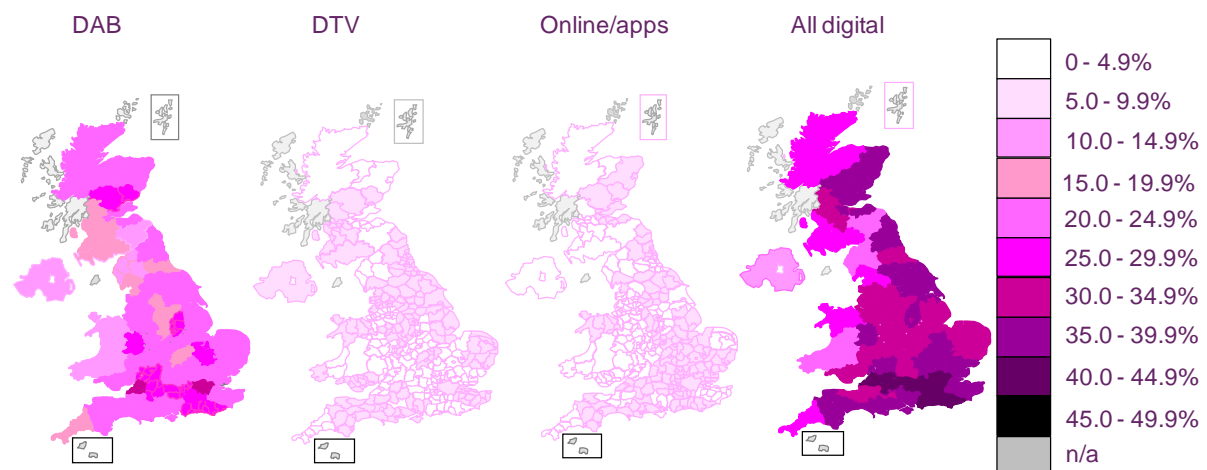 DAB
DTV
Online/apps
All digital
0 - 4.9%
5.0 - 9.9%
10.0 - 14.9%
15.0 - 19.9%
20.0 - 24.9%
25.0 - 29.9%
30.0 - 34.9%
35.0 - 39.9%
40.0 - 44.9%
45.0 - 49.9%
n/a